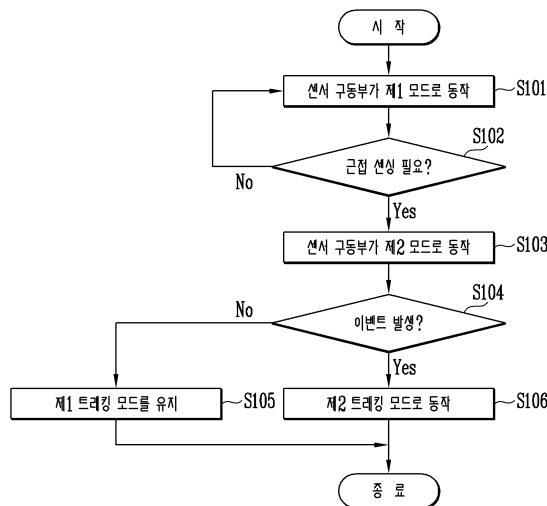 시 작
센서 구동부가 제1 모드로 동작
S101
S102
근접 센싱 필요?
No
Yes
센서 구동부가 제2 모드로 동작
S103
S104
이벤트 발생?
No
Yes
제1 트래킹 모드를 유지
S105
제2 트래킹 모드로 동작
S106
종 료